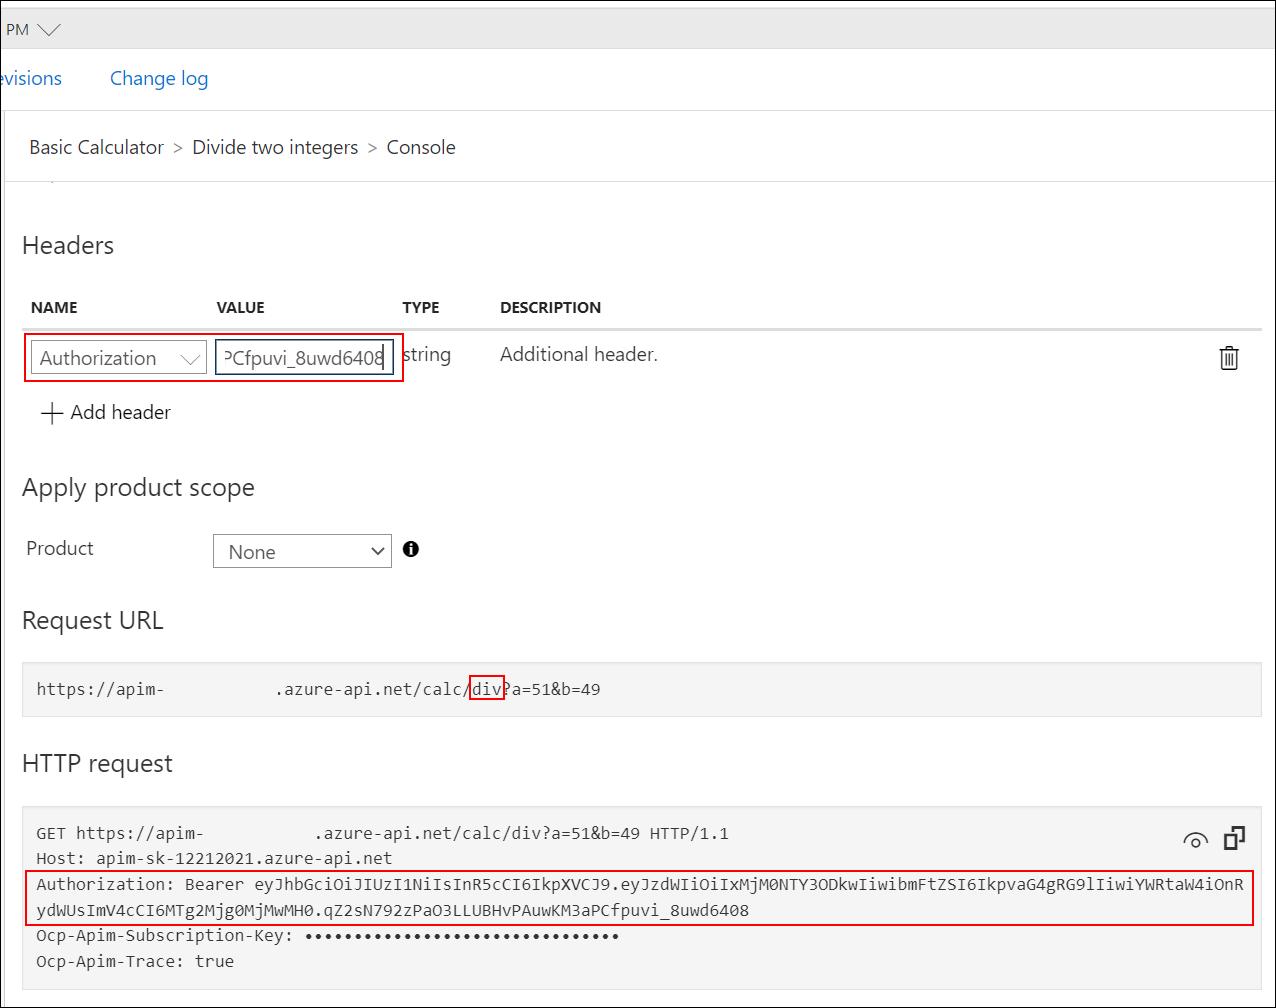 PM
evisions Change log
Basic Calculator > Divide two integers > Console
Headers
NAME VALUE TYPE DESCRIPTION
Authorization PCfpuvi_8uwd6408 string Additional header.
Add header
Apply product scope
Product None
Request URL
https://apim- .azure-api.net/calc/div?a=51&b=49
HTTP request
GET https://apim- .azure-api.net/calc/div?a=51&b=49 HTTP/1.1
Host: apim-sk-12212021.azure-api.net
Authorization: Bearer eyJhbGciOiJIUzI1NiIsInR5cCI6IkpXVCJ9.eyJzdWIiOiIxMjM0NTY3ODkwIiwibmFtZSI6IkpvaG4gRG9lIiwiYWRtaW4iOnR
ydWUsImV4cCI6MTg2Mjg0MjMwMH0.qZ2sN792zPaO3LLUBHvPAuwKM3aPCfpuvi_8uwd6408
Ocp-Apim-Subscription-Key: ••••••••••••••••••••••••••••••••
Ocp-Apim-Trace: true